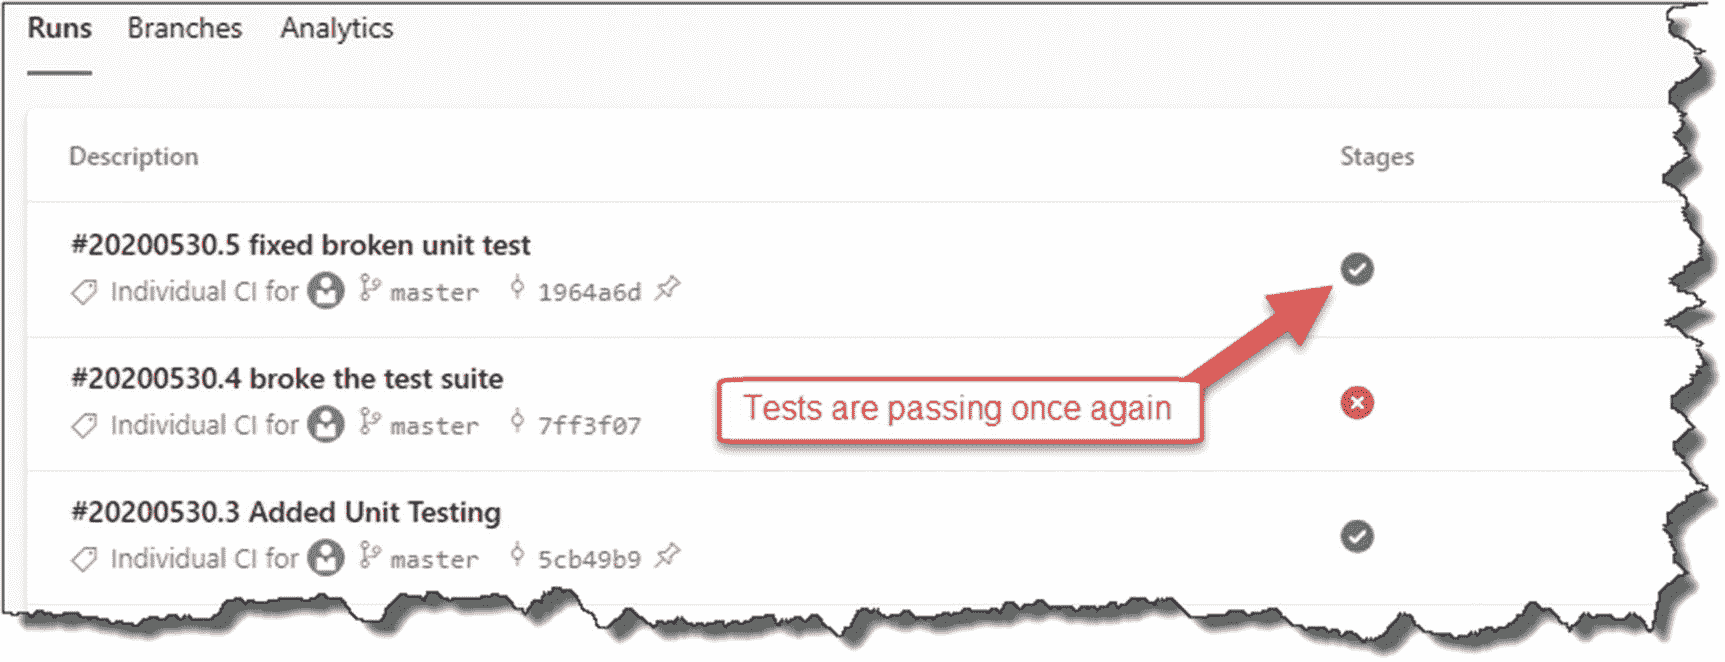 Runs Branches Analytics
Description Stages
#20200530.5 fixed broken unit test
Individual CI for master 1964a6d
#20200530.4 broke the test suite
Individual CI for master 7ff3f07
Tests are passing once again
#20200530.3 Added Unit Testing
Individual CI for master 5cb49b9